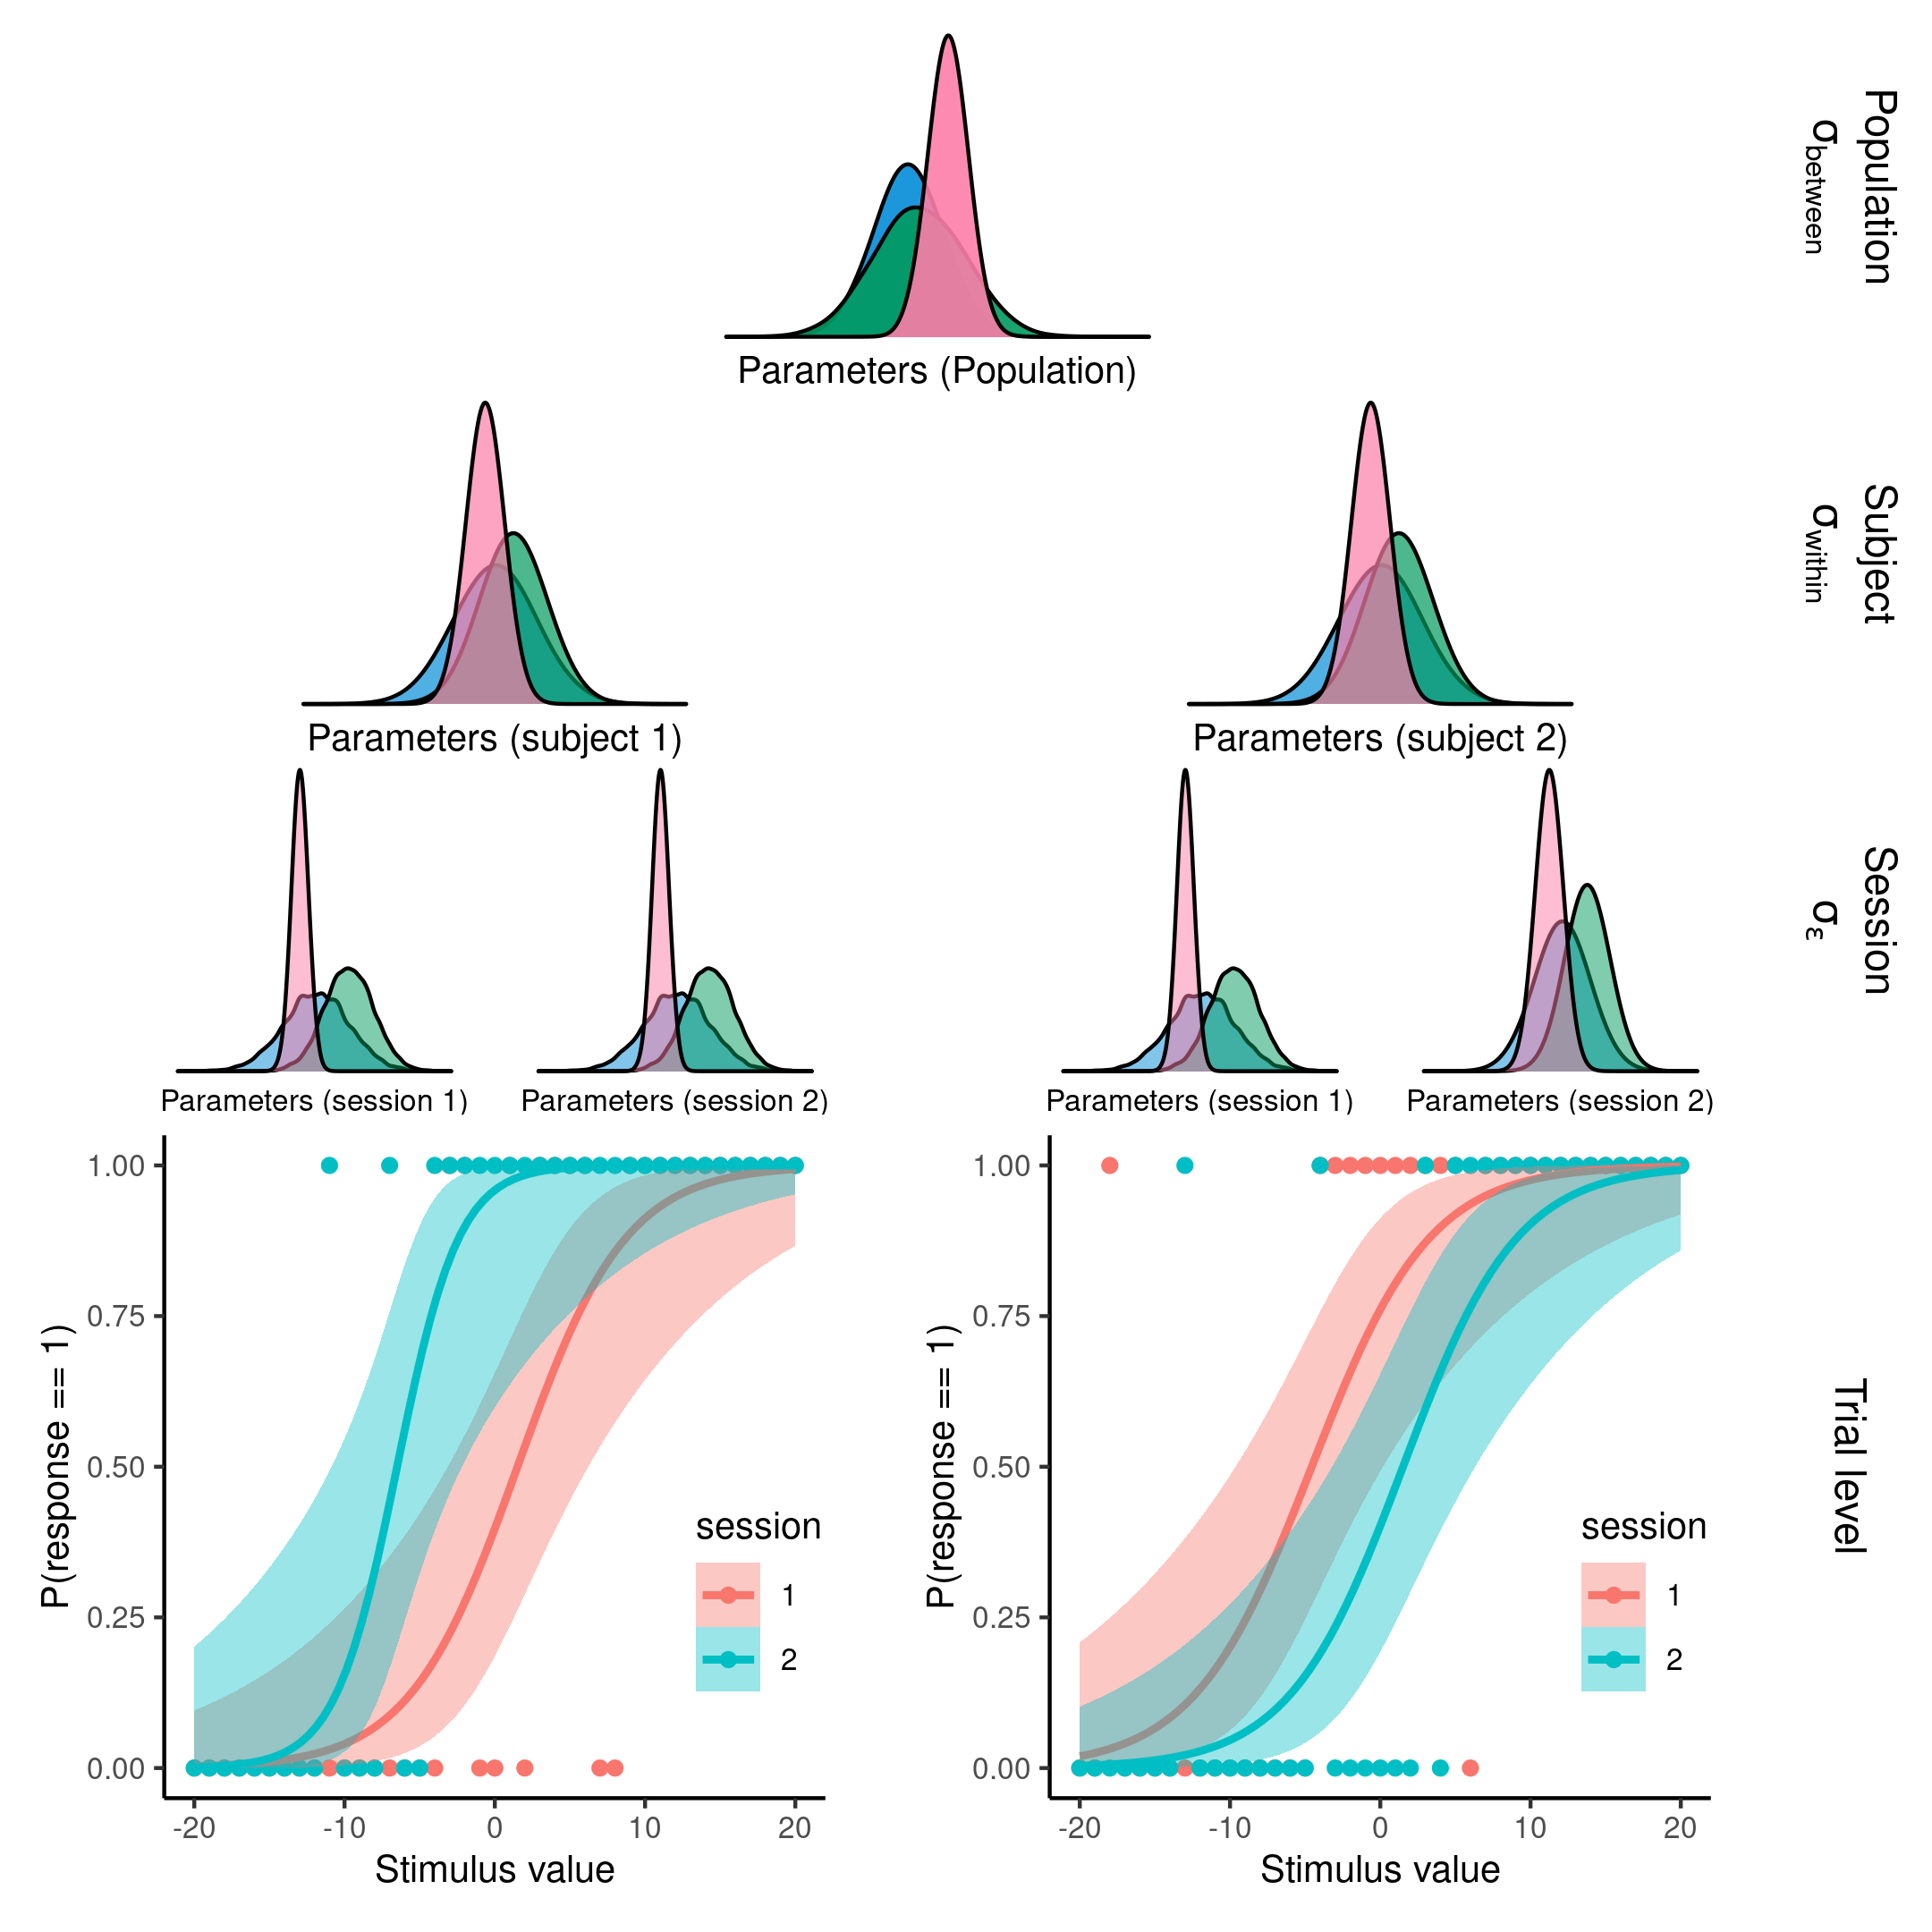 Population
σbetween
Parameters (Population)
Subject
σwithin
Parameters (subject 1)
Parameters (subject 2)
Session
σε
Parameters (session 1)
Parameters (session 2)
Parameters (session 1)
Parameters (session 2)
Trial level
P(response == 1)
1.00
0.75
0.50
0.25
0.00
session
1
2
-20
-10
0
10
20
Stimulus value
P(response == 1)
1.00
0.75
0.50
0.25
0.00
session
1
2
-20
-10
0
10
20
Stimulus value